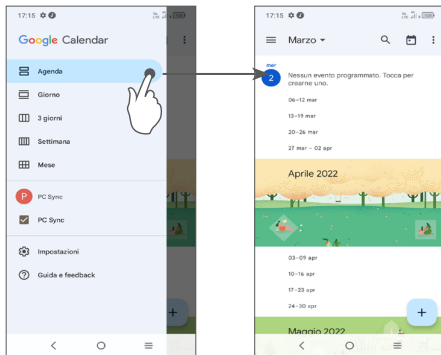 17:15
Google Calendar
Agenda
Giorno
3 giorni
Settimana
Mese
P PC Sync
PC Sync
Impostazioni
Guida e feedback
+
17:15
Marzo
mer
2
Nessun evento programmato. Tocca per
crearne uno.
06–12 mar
13–19 mar
20–26 mar
27 mar – 02 apr
Aprile 2022
03–09 apr
10–16 apr
17–23 apr
24–30 apr
+
Maggio 2022